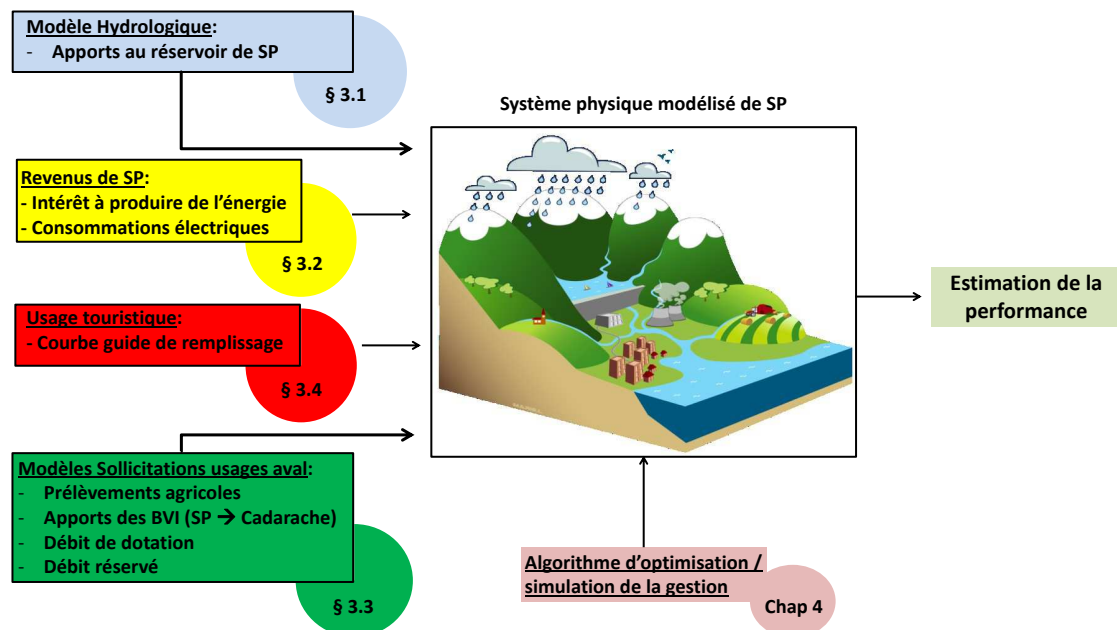 Modèle Hydrologique:
- Apports au réservoir de SP
§ 3.1
Revenus de SP:
- Intérêt à produire de l'énergie
- Consommations électriques
§ 3.2
Usage touristique:
- Courbe guide de remplissage
§ 3.4
Modèles Sollicitations usages aval:
- Prélèvements agricoles
- Apports des BVI (SP → Cadarache)
- Débit de dotation
- Débit réservé
§ 3.3
Système physique modélisé de SP
Algorithme d'optimisation /
simulation de la gestion
Chap 4
Estimation de la
performance